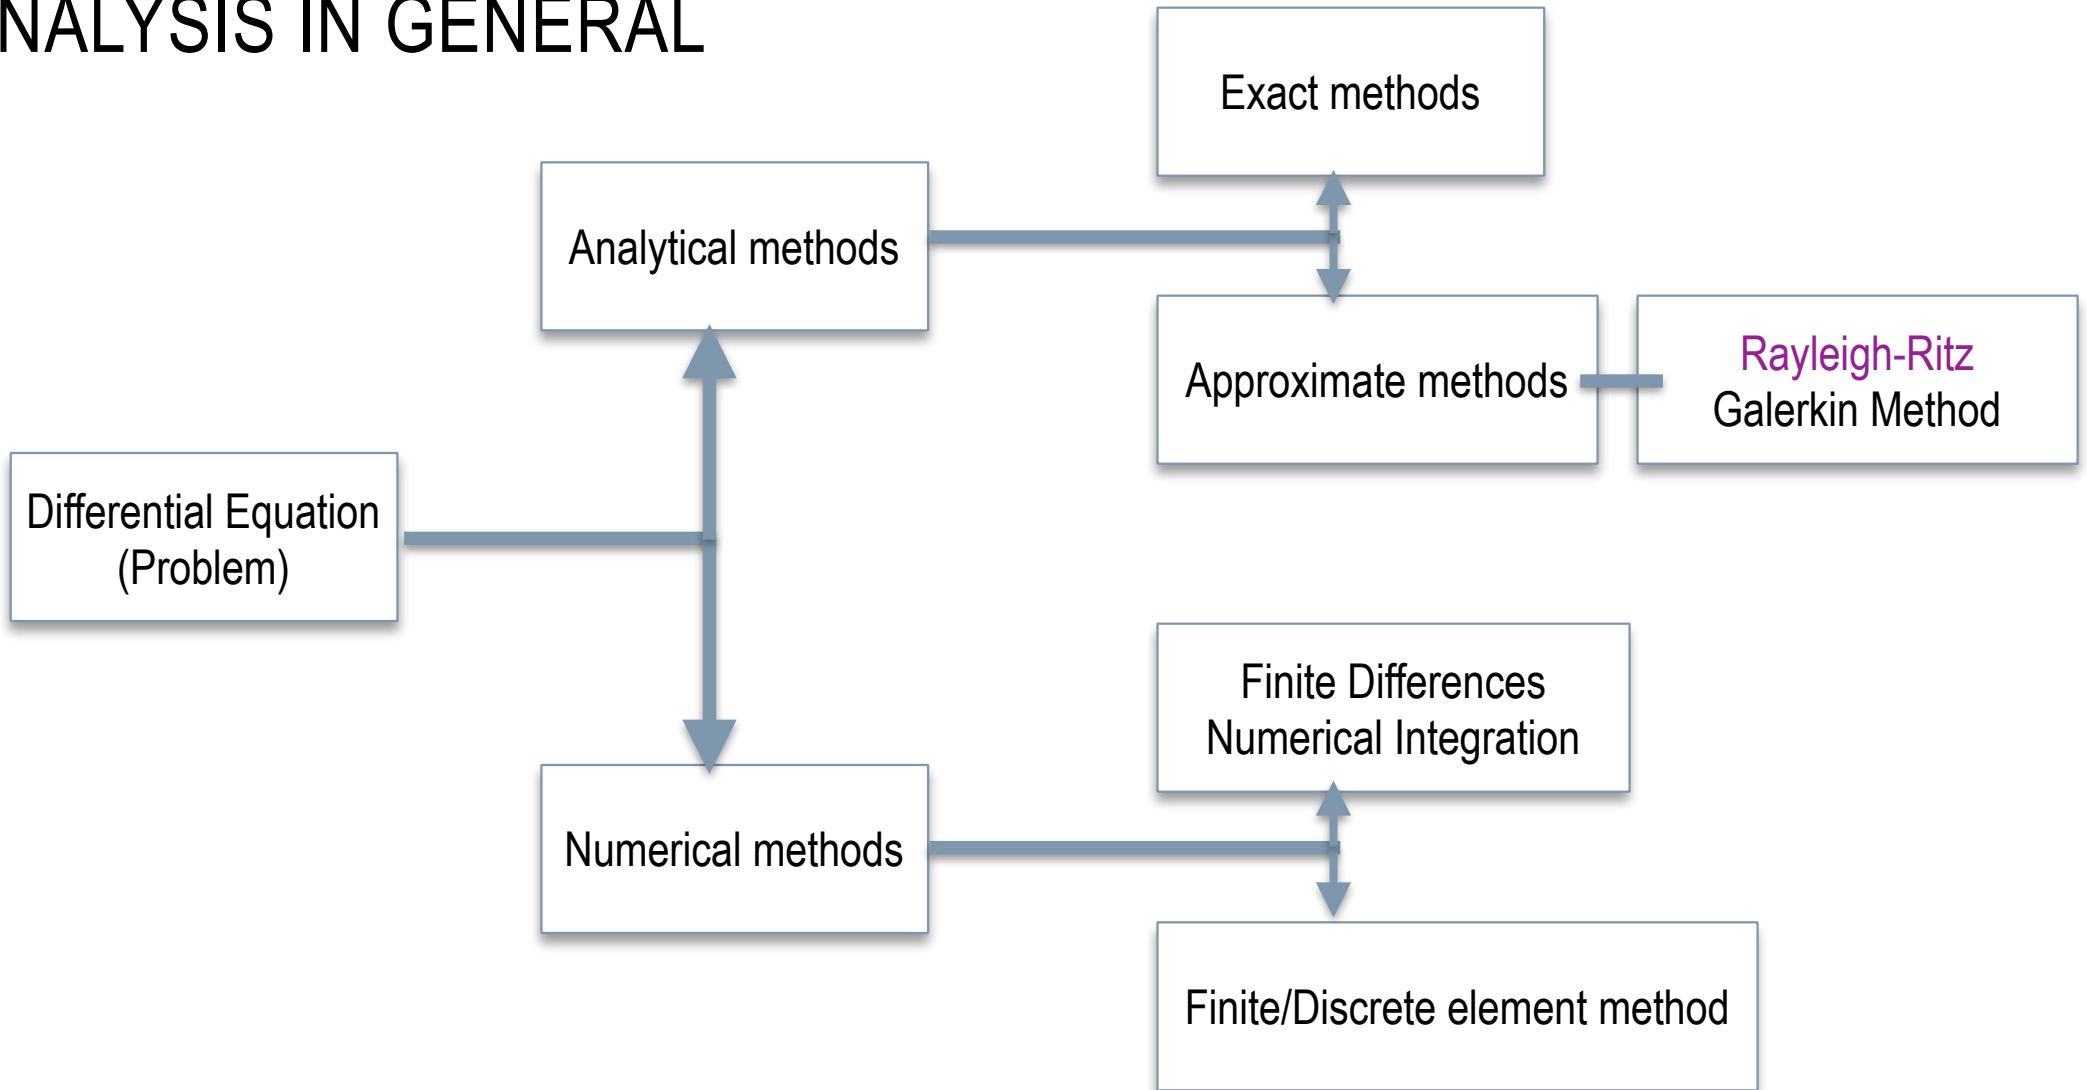 NALYSIS IN GENERAL
Exact methods
Analytical methods
Approximate methods
Rayleigh-Ritz
Galerkin Method
Differential Equation
(Problem)
Finite Differences
Numerical Integration
Numerical methods
Finite/Discrete element method